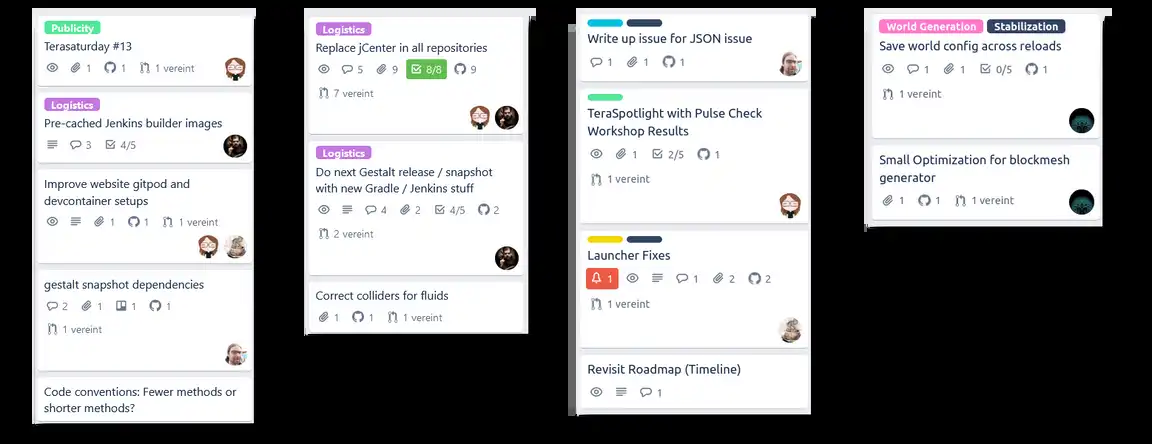 Publicity
Terasaturday #13
1 1 1 vereint
Logistics
Pre-cached Jenkins builder images
3 4/5
Improve website gitpod and
devcontainer setups
1 1 1 vereint
gestalt snapshot dependencies
2 1 1 1
1 vereint
Code conventions: Fewer methods or
shorter methods?
Logistics
Replace jCenter in all repositories
5 9 8/8 9
7 vereint
Logistics
Do next Gestalt release / snapshot
with new Gradle / Jenkins stuff
4 2 4/5 2
2 vereint
Correct colliders for fluids
1 1 1 vereint
Write up issue for JSON issue
1 1 1
TeraSpotlight with Pulse Check
Workshop Results
1 2/5 1
1 vereint
Launcher Fixes
1 1 2 2
1 vereint
Revisit Roadmap (Timeline)
1
World Generation Stabilization
Save world config across reloads
1 1 0/5 1
1 vereint
Small Optimization for blockmesh
generator
1 1 1 vereint